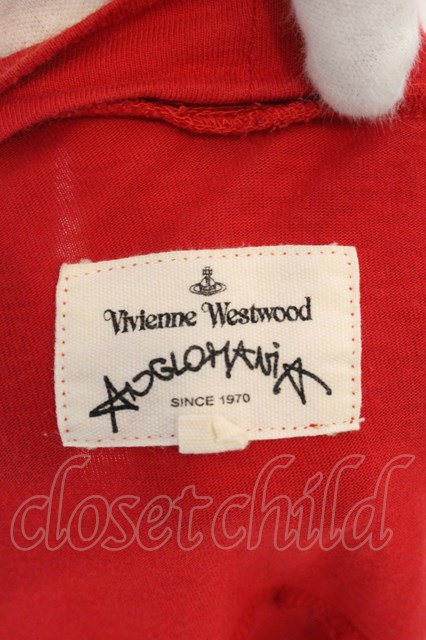 Vivienne Westwood
ANGLOMANIA
SINCE 1970
closet child